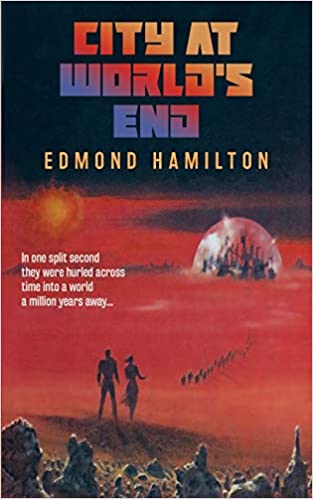 CITY AT
WORLD'S
END
EDMOND HAMILTON
In one split second
they were hurled across
time into a world
a million years away...